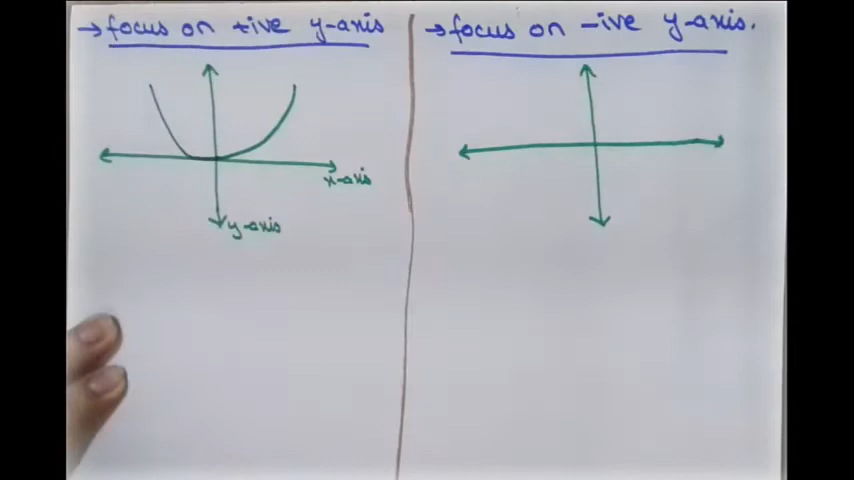 → focus on +ive y-axis
→ focus on -ive y-axis.
x-axis
y-axis